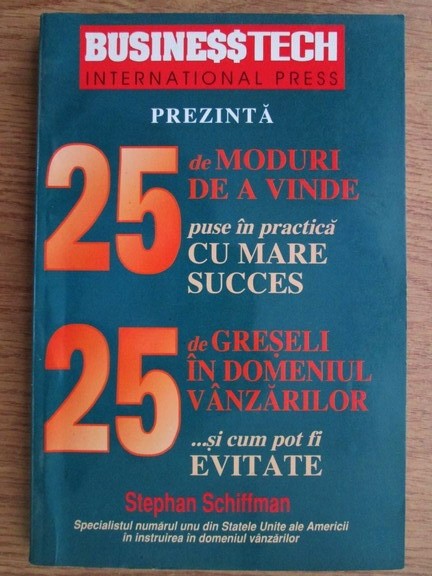 BUSINE$$TECH
INTERNATIONAL PRESS
PREZINTĂ
25 de MODURI
DE A VINDE
puse în practică
CU MARE
SUCCES
25 de GREȘELI
ÎN DOMENIUL
VÂNZĂRILOR
...și cum pot fi
EVITATE
Stephan Schiffman
Specialistul numărul unu din Statele Unite ale Americii
în instruirea în domeniul vânzărilor